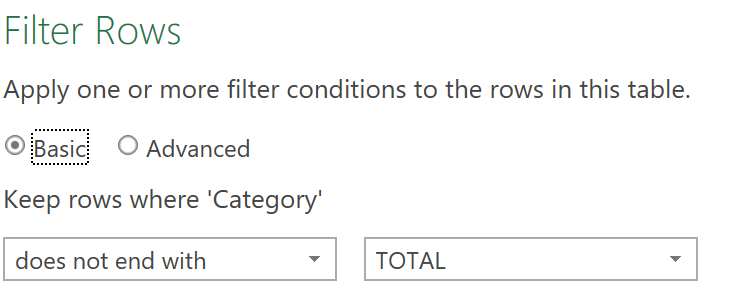 Filter Rows
Apply one or more filter conditions to the rows in this table.
Basic Advanced
Keep rows where 'Category'
does not end with TOTAL